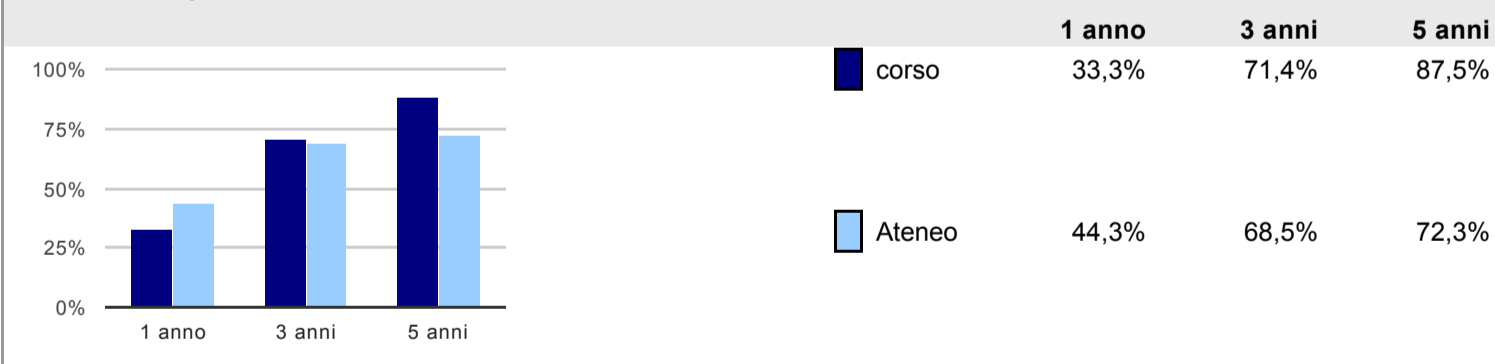 1 anno 3 anni 5 anni
100%
75%
50%
25%
0%
1 anno 3 anni 5 anni
corso 33,3% 71,4% 87,5%
Ateneo 44,3% 68,5% 72,3%